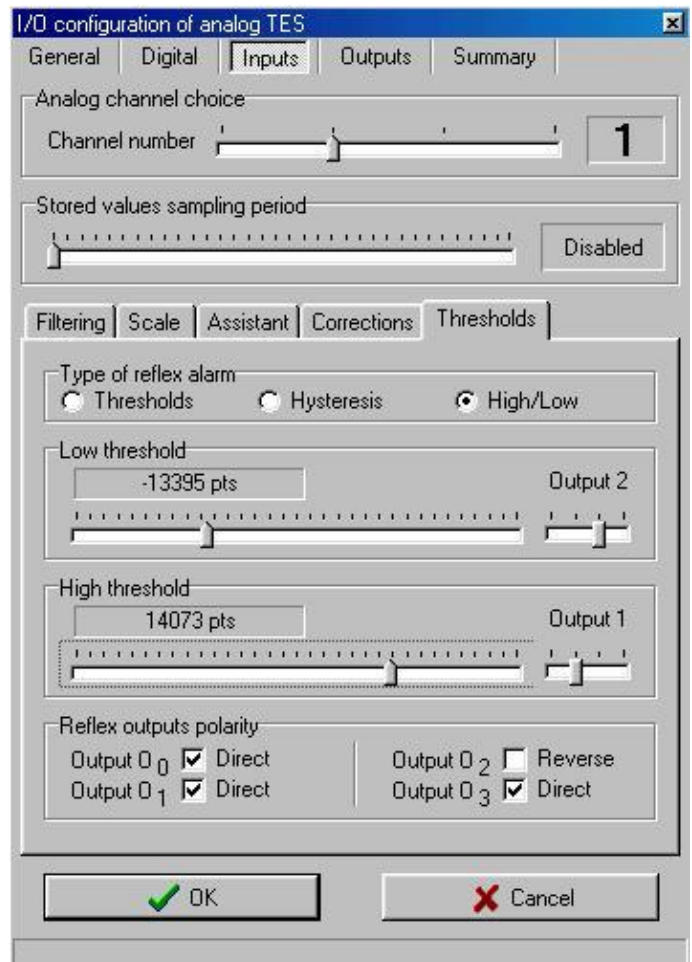 I/O configuration of analog TES
General Digital Inputs Outputs Summary
Analog channel choice
Channel number 1
Stored values sampling period
Disabled
Filtering Scale Assistant Corrections Thresholds
Type of reflex alarm
Thresholds Hysteresis High/Low
Low threshold
-13395 pts Output 2
High threshold
14073 pts Output 1
Reflex outputs polarity
Output O 0 Direct Output O 2 Reverse
Output O 1 Direct Output O 3 Direct
OK Cancel